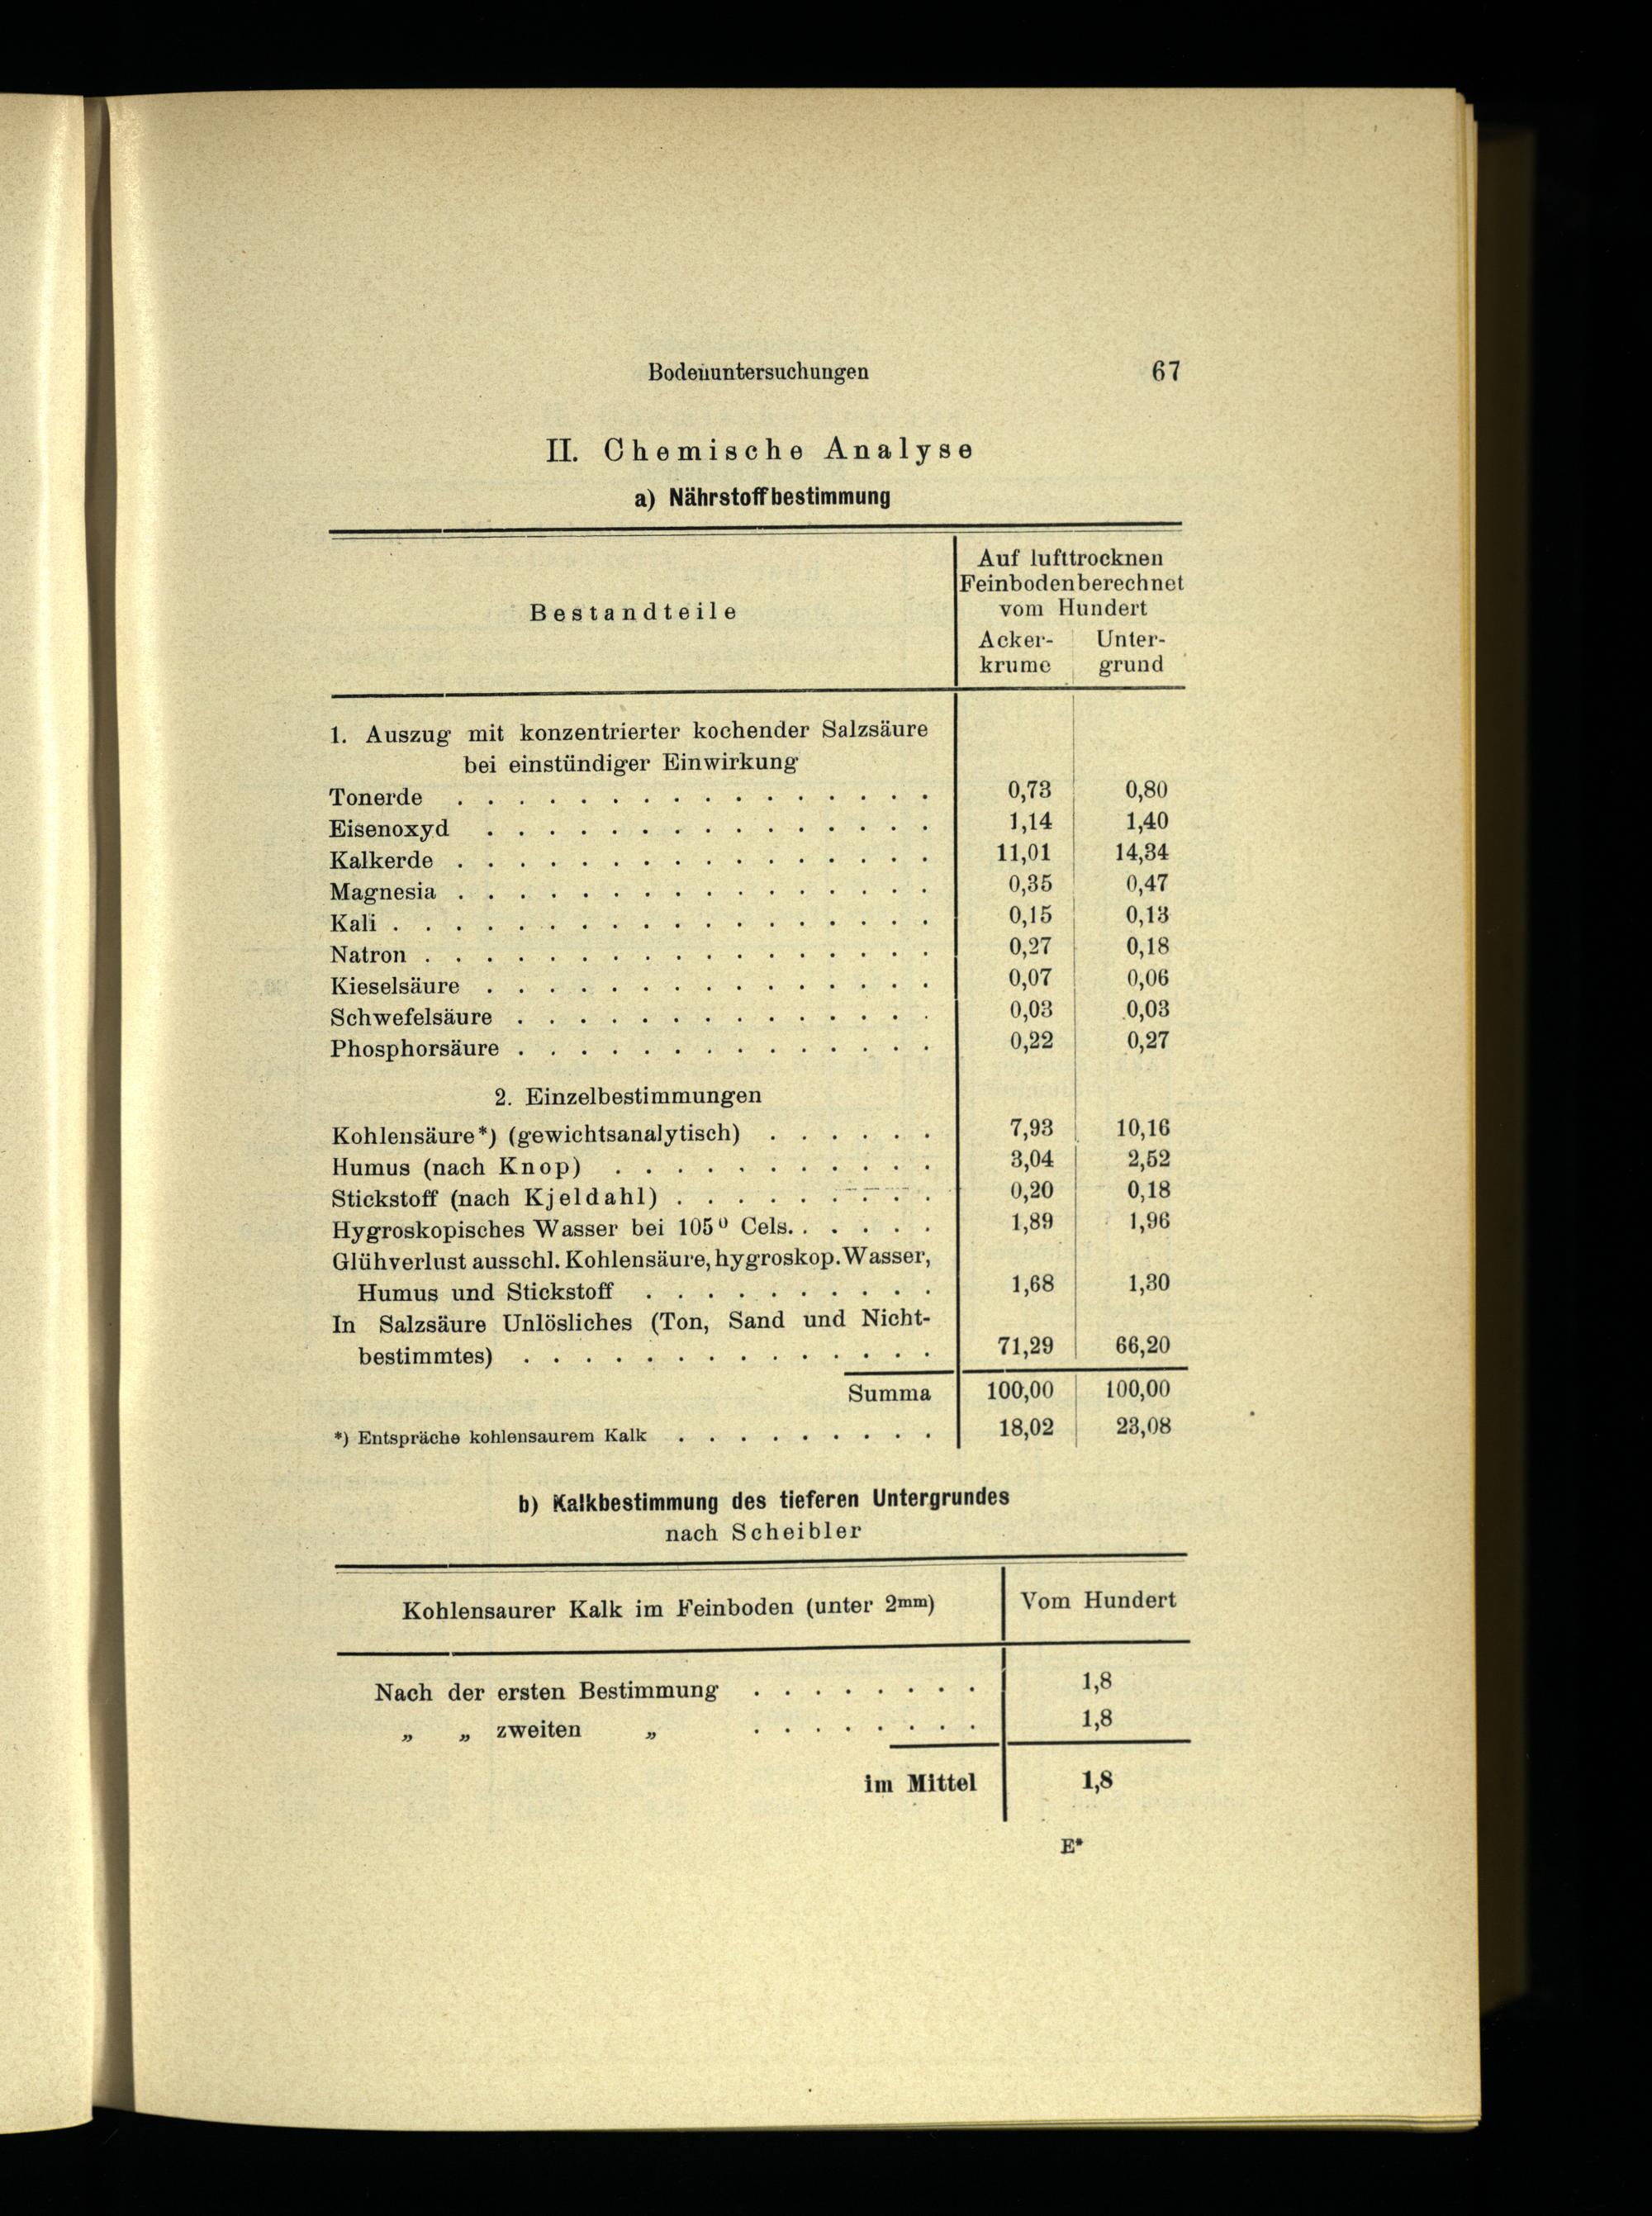 Bodenuntersuchungen 67
II. Chemische Analyse
a) Nährstoffbestimmung
Bestandteile
Auf lufttrocknen
Feinboden berechnet
vom Hundert
Acker- Unter-
krume grund
1. Auszug mit konzentrierter kochender Salzsäure
bei einstündiger Einwirkung
Tonerde . . . . . . . . . . . . . . . . 0,73 0,80
Eisenoxyd . . . . . . . . . . . . . . . 1,14 1,40
Kalkerde . . . . . . . . . . . . . . . . 11,01 14,34
Magnesia . . . . . . . . . . . . . . . . 0,35 0,47
Kali . . . . . . . . . . . . . . . . . . 0,15 0,13
Natron . . . . . . . . . . . . . . . . . 0,27 0,18
Kieselsäure . . . . . . . . . . . . . . . 0,07 0,06
Schwefelsäure . . . . . . . . . . . . . . 0,03 0,03
Phosphorsäure . . . . . . . . . . . . . . 0,22 0,27
2. Einzelbestimmungen
Kohlensäure*) (gewichtsanalytisch) . . . . . . 7,93 10,16
Humus (nach Knop) . . . . . . . . . . . 3,04 2,52
Stickstoff (nach Kjeldahl) . . . . . . . . . 0,20 0,18
Hygroskopisches Wasser bei 105⁰ Cels. . . . . . 1,89 1,96
Glühverlust ausschl. Kohlensäure, hygroskop. Wasser,
Humus und Stickstoff . . . . . . . . . . 1,68 1,30
In Salzsäure Unlösliches (Ton, Sand und Nicht-
bestimmtes) . . . . . . . . . . . . . . 71,29 66,20
Summa 100,00 100,00
*) Entspräche kohlensaurem Kalk . . . . . . . . . 18,02 23,08
b) Kalkbestimmung des tieferen Untergrundes
nach Scheibler
Kohlensaurer Kalk im Feinboden (unter 2mm) Vom Hundert
Nach der ersten Bestimmung . . . . . . . . 1,8
„ „ zweiten „ . . . . . . . . 1,8
im Mittel 1,8
E*